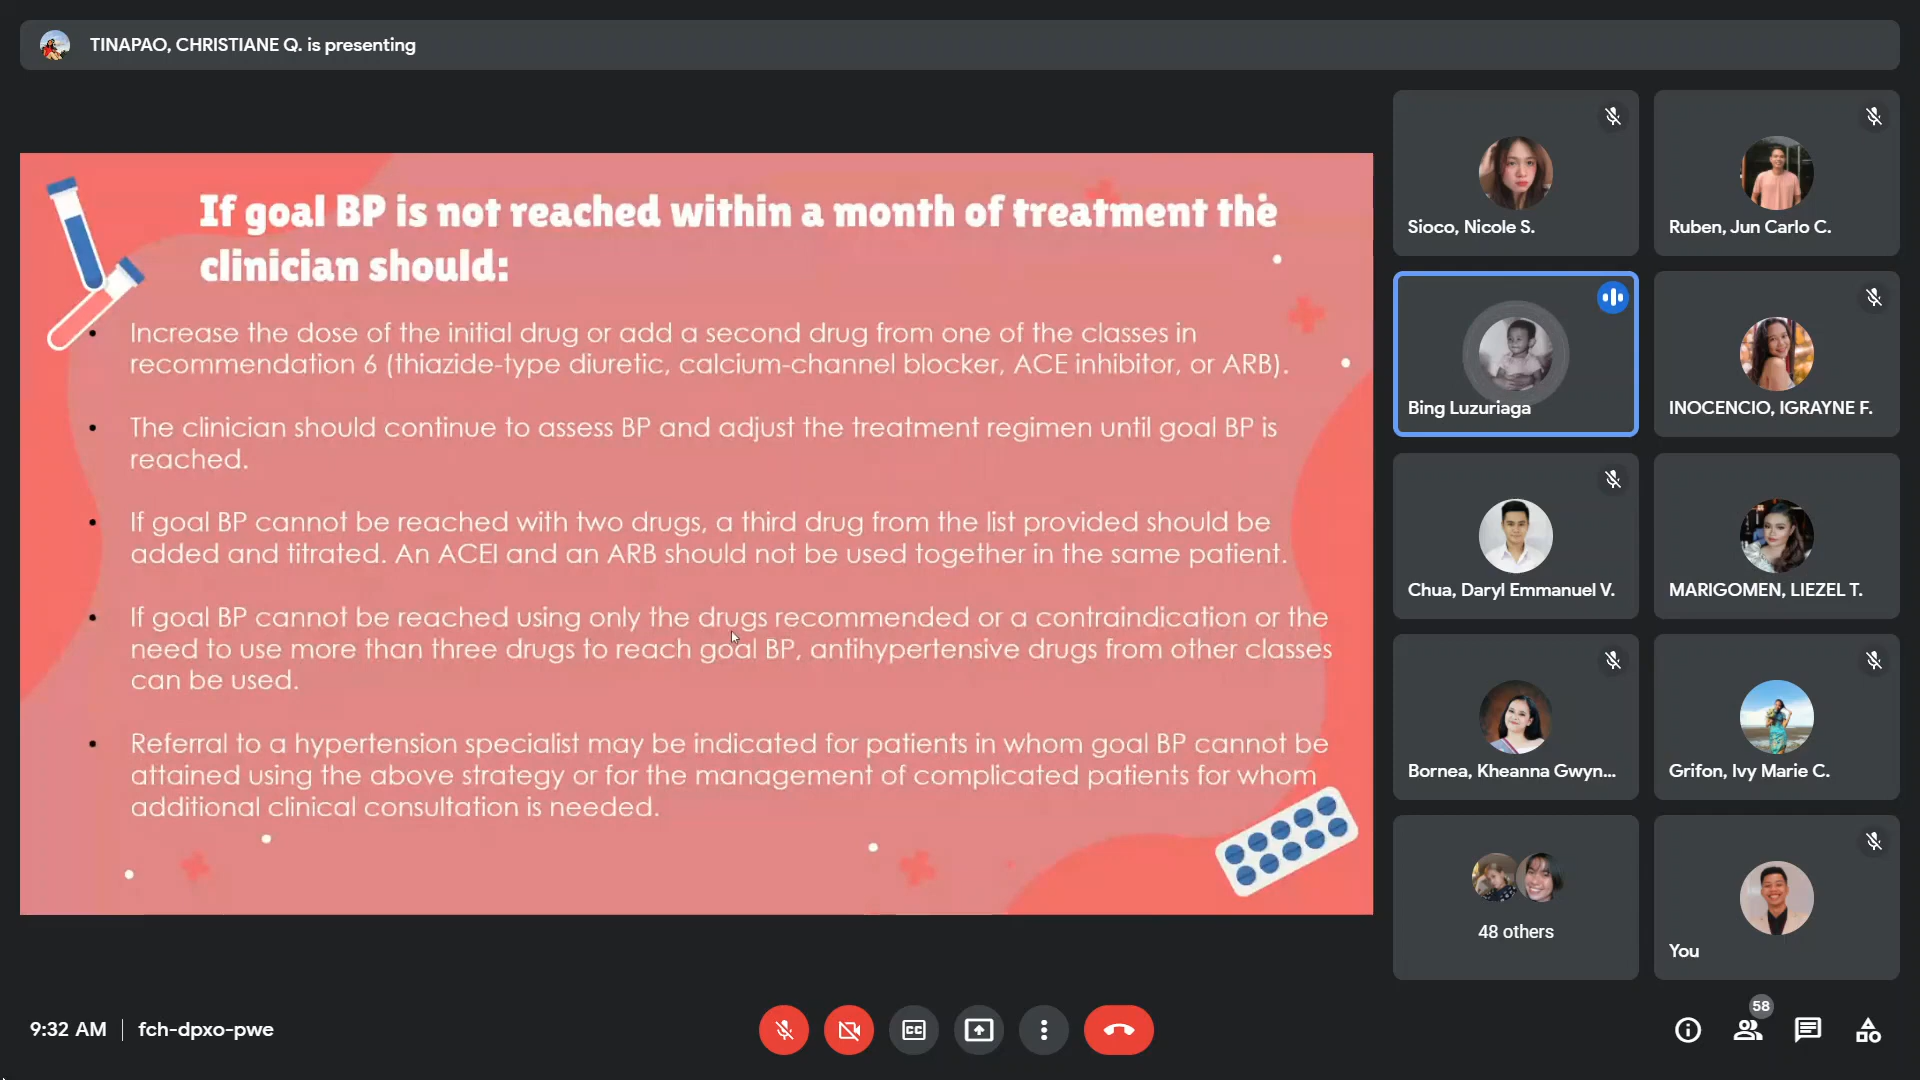 TINAPAO, CHRISTIANE Q. is presenting
If goal BP is not reached within a month of treatment the
clinician should:
• Increase the dose of the initial drug or add a second drug from one of the classes in
recommendation 6 (thiazide-type diuretic, calcium-channel blocker, ACE inhibitor, or ARB).
• The clinician should continue to assess BP and adjust the treatment regimen until goal BP is
reached.
• If goal BP cannot be reached with two drugs, a third drug from the list provided should be
added and titrated. An ACEI and an ARB should not be used together in the same patient.
• If goal BP cannot be reached using only the drugs recommended or a contraindication or the
need to use more than three drugs to reach goal BP, antihypertensive drugs from other classes
can be used.
• Referral to a hypertension specialist may be indicated for patients in whom goal BP cannot be
attained using the above strategy or for the management of complicated patients for whom
additional clinical consultation is needed.
Sioco, Nicole S.
Ruben, Jun Carlo C.
Bing Luzuriaga
INOCENCIO, IGRAYNE F.
Chua, Daryl Emmanuel V.
MARIGOMEN, LIEZEL T.
Bornea, Kheanna Gwyn...
Grifon, Ivy Marie C.
48 others
You
9:32 AM | fch-dpxo-pwe
CC
58